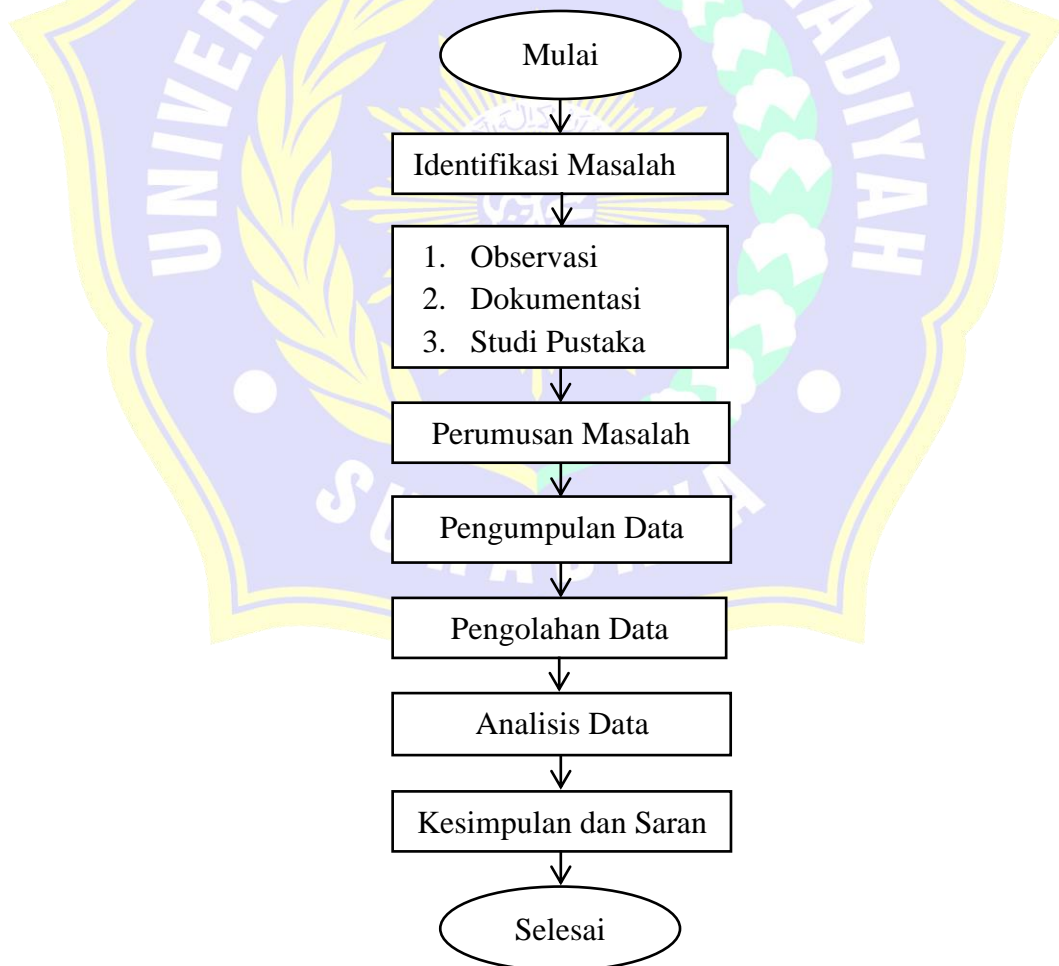 Mulai
Identifikasi Masalah
1. Observasi
2. Dokumentasi
3. Studi Pustaka
Perumusan Masalah
Pengumpulan Data
Pengolahan Data
Analisis Data
Kesimpulan dan Saran
Selesai